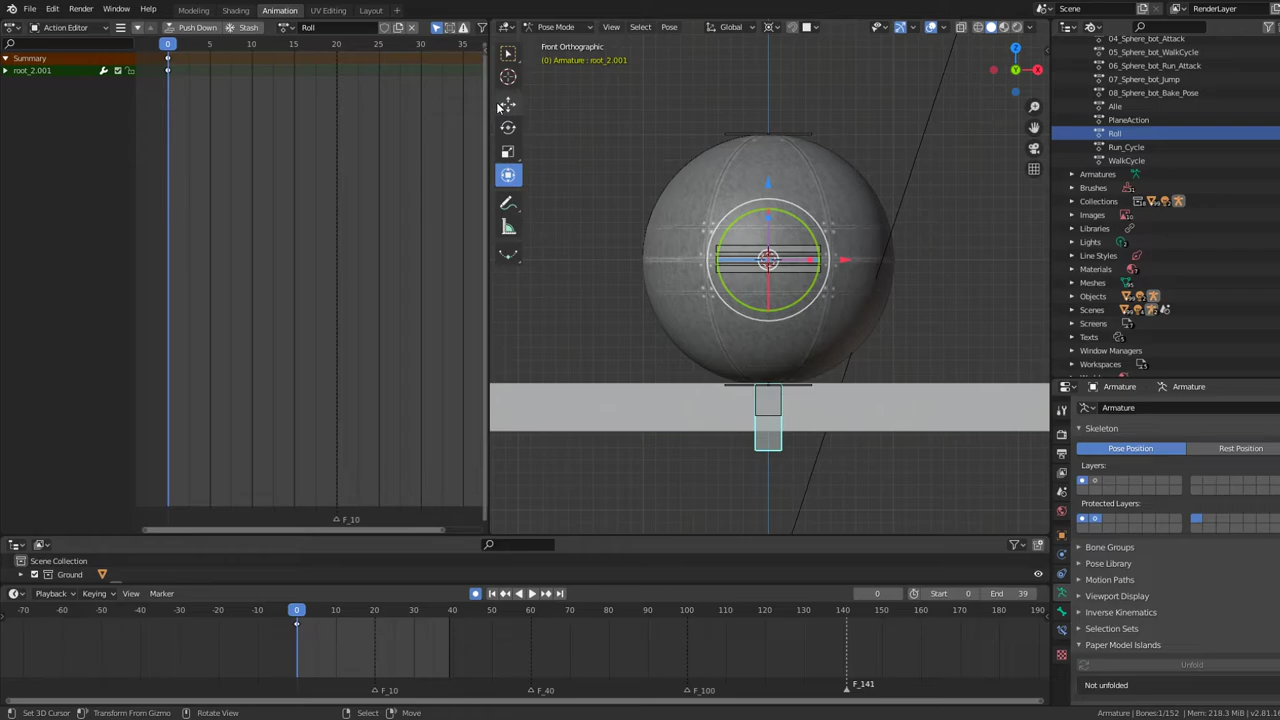 File Edit Render Window Help Modeling Shading Animation UV Editing Layout Scene RenderLayer
Action Editor Push Down Stash Roll
Pose Mode View Select Pose Global
0 5 10 15 20 25 30 35
Summary
root_2.001
F_10
Front Orthographic
(0) Armature : root_2.001
04_Sphere_bot_Attack
05_Sphere_bot_WalkCycle
06_Sphere_bot_Run_Attack
07_Sphere_bot_Jump
08_Sphere_bot_Bake_Pose
Alle
PlaneAction
Roll
Run_Cycle
WalkCycle
Armatures
Brushes
Collections
Images
Libraries
Lights
Line Styles
Materials
Meshes
Objects
Scenes
Screens
Texts
Window Managers
Workspaces
Armature Armature
Armature
Skeleton
Pose Position Rest Position
Layers:
Protected Layers:
Bone Groups
Pose Library
Motion Paths
Viewport Display
Inverse Kinematics
Selection Sets
Paper Model Islands
Unfold
Not unfolded
Scene Collection
Ground
Playback Keying View Marker 0 Start 0 End 39
-70 -60 -50 -40 -30 -20 -10 0 10 20 30 40 50 60 70 80 90 100 110 120 130 140 150 160 170 180 190
F_10 F_40 F_100 F_141
Set 3D Cursor Transform From Gizmo Rotate View Select Move Armature | Bones:1/152 | Mem: 218.3 MiB | v2.81.16